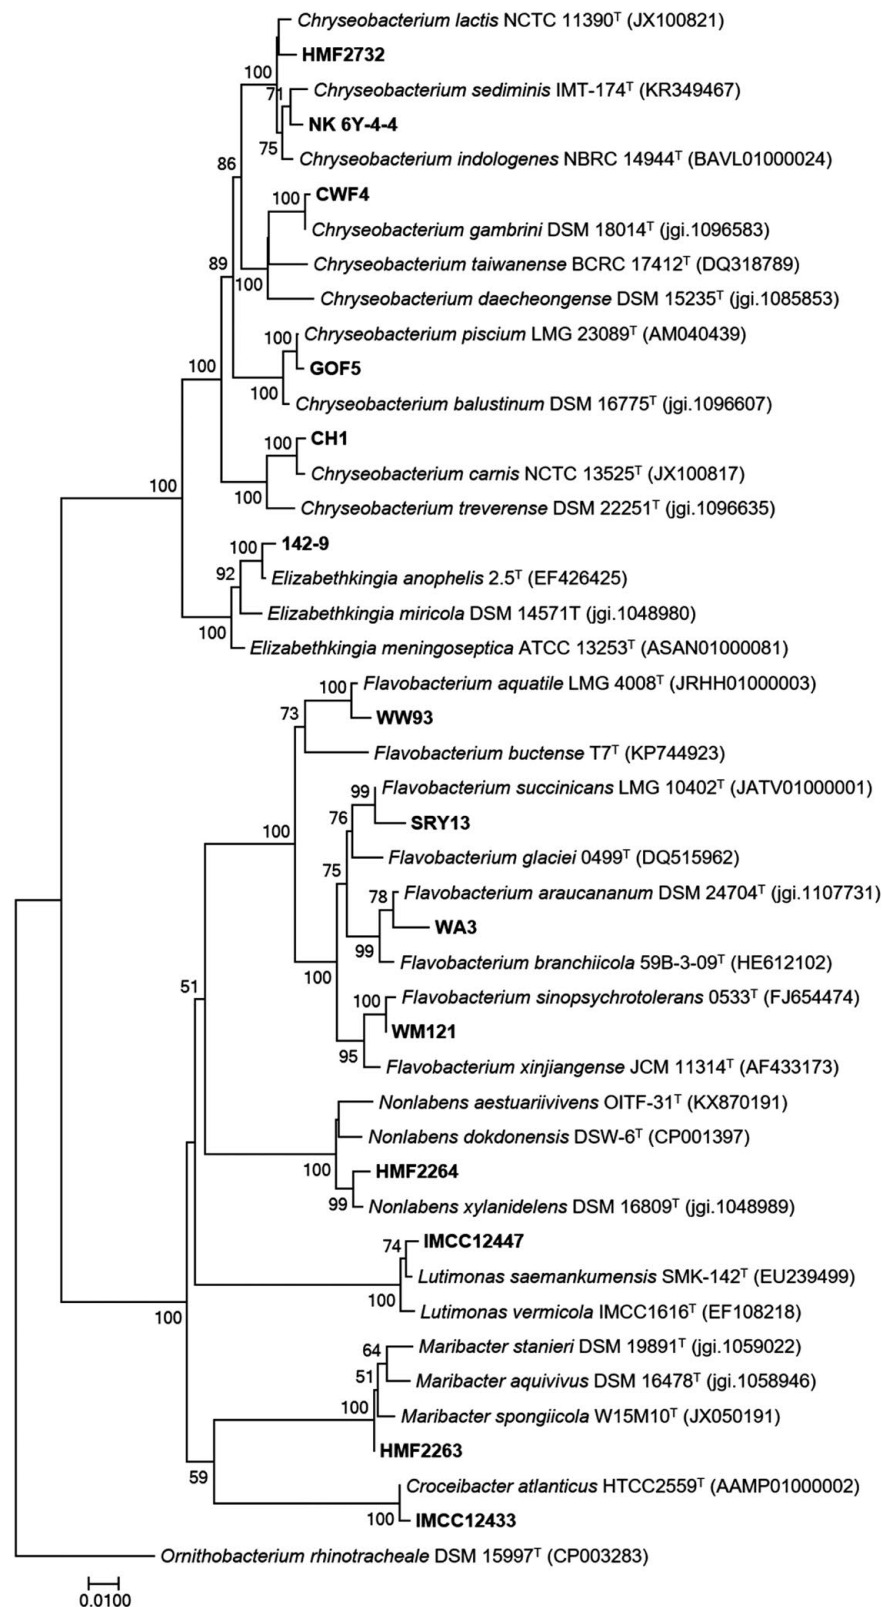 Chryseobacterium lactis NCTC 11390ᵀ (JX100821)
HMF2732
100
71
Chryseobacterium sediminis IMT-174ᵀ (KR349467)
NK 6Y-4-4
75
Chryseobacterium indologenes NBRC 14944ᵀ (BAVL01000024)
86
100
CWF4
Chryseobacterium gambrini DSM 18014ᵀ (jgi.1096583)
89
Chryseobacterium taiwanense BCRC 17412ᵀ (DQ318789)
100
Chryseobacterium daecheongense DSM 15235ᵀ (jgi.1085853)
100
Chryseobacterium piscium LMG 23089ᵀ (AM040439)
100
GOF5
100
Chryseobacterium balustinum DSM 16775ᵀ (jgi.1096607)
100
CH1
Chryseobacterium carnis NCTC 13525ᵀ (JX100817)
100
100
Chryseobacterium treverense DSM 22251ᵀ (jgi.1096635)
100
142-9
92
Elizabethkingia anophelis 2.5ᵀ (EF426425)
Elizabethkingia miricola DSM 14571T (jgi.1048980)
100
Elizabethkingia meningoseptica ATCC 13253ᵀ (ASAN01000081)
100
Flavobacterium aquatile LMG 4008ᵀ (JRHH01000003)
73
WW93
Flavobacterium buctense T7ᵀ (KP744923)
99
Flavobacterium succinicans LMG 10402ᵀ (JATV01000001)
76
SRY13
100
Flavobacterium glaciei 0499ᵀ (DQ515962)
75
78
Flavobacterium araucananum DSM 24704ᵀ (jgi.1107731)
WA3
99
Flavobacterium branchiicola 59B-3-09ᵀ (HE612102)
100
51
100
Flavobacterium sinopsychrotolerans 0533ᵀ (FJ654474)
WM121
95
Flavobacterium xinjiangense JCM 11314ᵀ (AF433173)
Nonlabens aestuariivivens OITF-31ᵀ (KX870191)
Nonlabens dokdonensis DSW-6ᵀ (CP001397)
100
HMF2264
99
Nonlabens xylanidelens DSM 16809ᵀ (jgi.1048989)
74
IMCC12447
Lutimonas saemankumensis SMK-142ᵀ (EU239499)
100
Lutimonas vermicola IMCC1616ᵀ (EF108218)
100
64
Maribacter stanieri DSM 19891ᵀ (jgi.1059022)
51
Maribacter aquivivus DSM 16478ᵀ (jgi.1058946)
100
Maribacter spongiicola W15M10ᵀ (JX050191)
HMF2263
59
Croceibacter atlanticus HTCC2559ᵀ (AAMP01000002)
100
IMCC12433
Ornithobacterium rhinotracheale DSM 15997ᵀ (CP003283)
0.0100